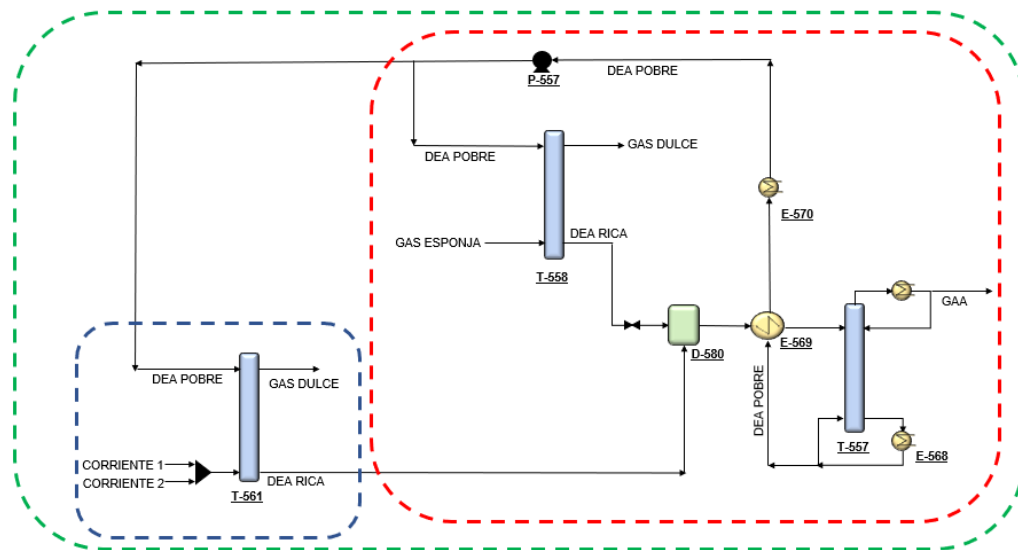 DEA POBRE
P-557
DEA POBRE
GAS DULCE
E-570
DEA RICA
GAS ESPONJA
T-558
GAA
D-580
E-569
DEA POBRE
GAS DULCE
DEA POBRE
T-557
E-568
CORRIENTE 1
CORRIENTE 2
DEA RICA
T-561